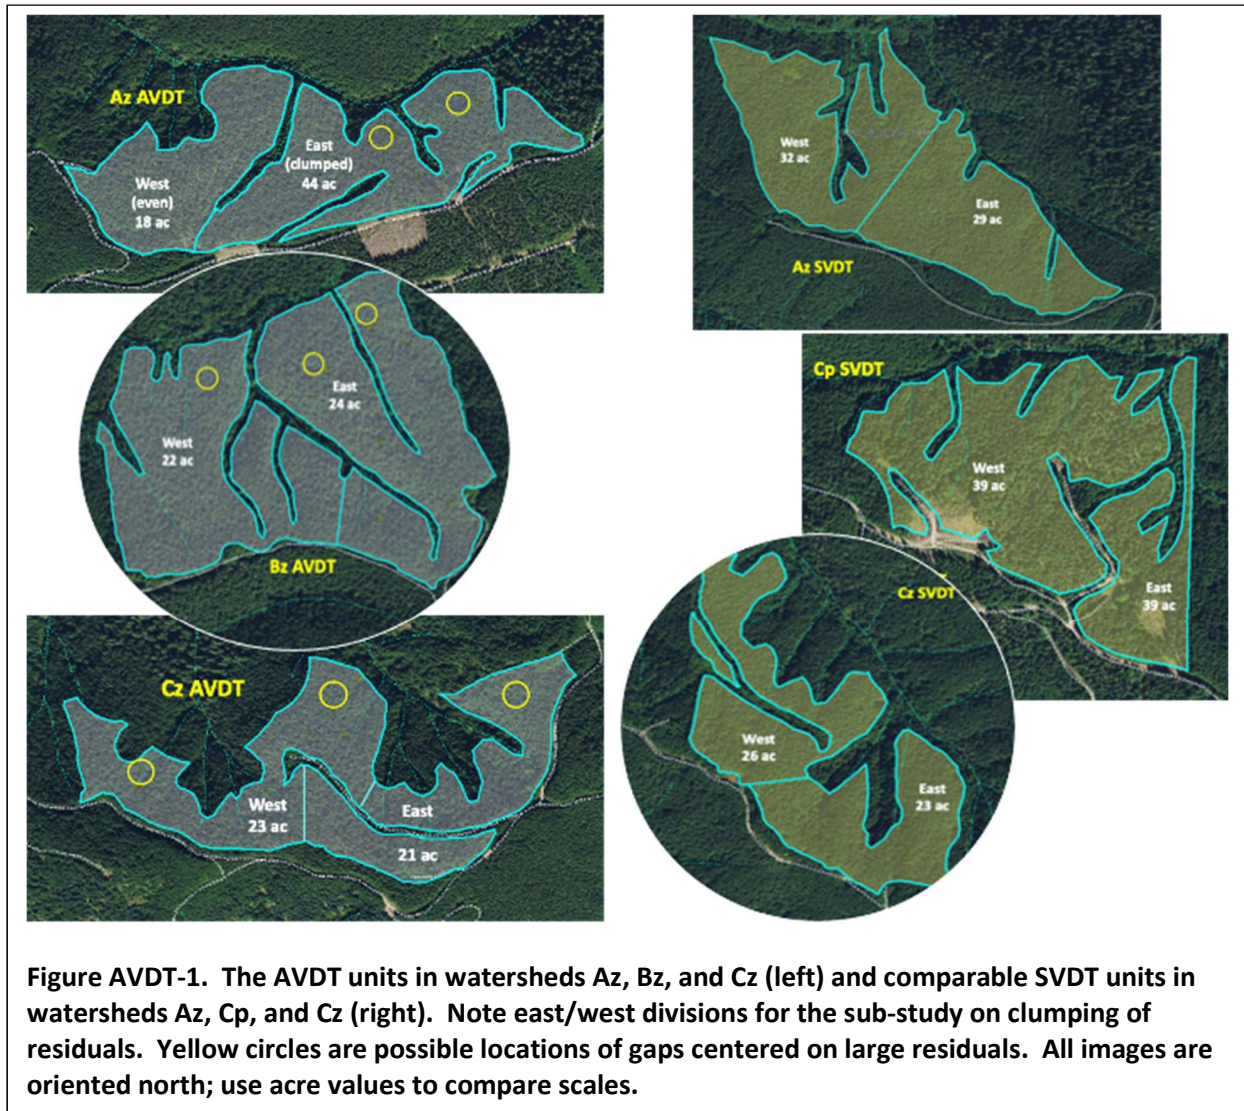 Az AVDT
West
(even)
18 ac
East
(clumped)
44 ac
West
32 ac
East
29 ac
Az SVDT
West
22 ac
East
24 ac
Bz AVDT
Cp SVDT
West
39 ac
East
39 ac
Cz AVDT
West
23 ac
East
21 ac
Cz SVDT
West
26 ac
East
23 ac
Figure AVDT-1. The AVDT units in watersheds Az, Bz, and Cz (left) and comparable SVDT units in
watersheds Az, Cp, and Cz (right). Note east/west divisions for the sub-study on clumping of
residuals. Yellow circles are possible locations of gaps centered on large residuals. All images are
oriented north; use acre values to compare scales.